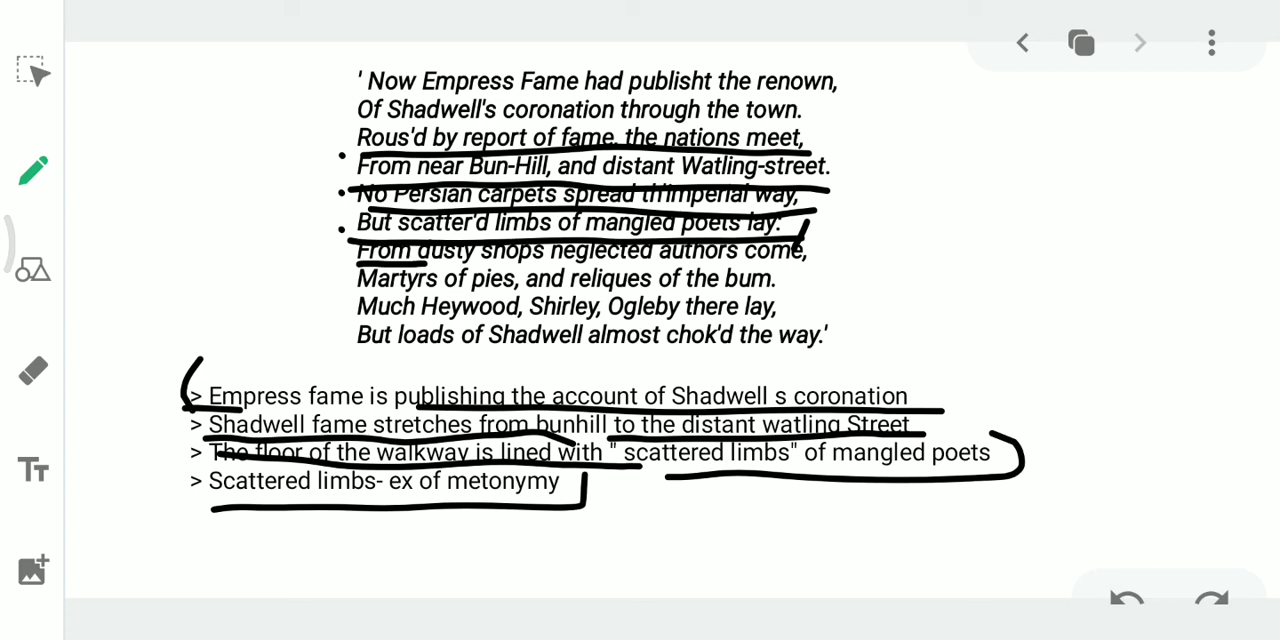 ' Now Empress Fame had publisht the renown,
Of Shadwell's coronation through the town.
Rous'd by report of fame, the nations meet,
From near Bun-Hill, and distant Watling-street.
No Persian carpets spread th'imperial way,
But scatter'd limbs of mangled poets lay:
From dusty shops neglected authors come,
Martyrs of pies, and reliques of the bum.
Much Heywood, Shirley, Ogleby there lay,
But loads of Shadwell almost chok'd the way.'
> Empress fame is publishing the account of Shadwell s coronation
> Shadwell fame stretches from bunhill to the distant watling Street
> The floor of the walkway is lined with " scattered limbs" of mangled poets
> Scattered limbs- ex of metonymy
Tт